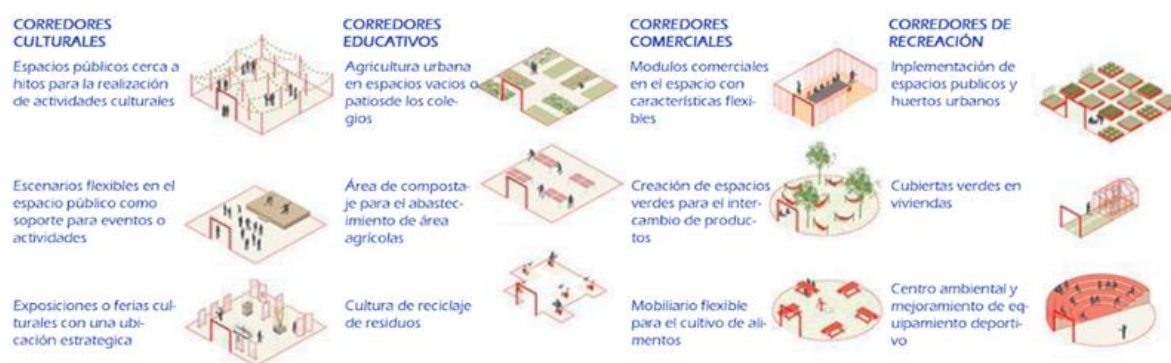 CORREDORES
CULTURALES
Espacios públicos cerca a
hitos para la realización
de actividades culturales
Escenarios flexibles en el
espacio público como
soporte para eventos o
actividades
Exposiciones o ferias cul-
turales con una ubi-
cación estrategica
CORREDORES
EDUCATIVOS
Agricultura urbana
en espacios vacios o
patiosde los cole-
gios
Área de composta-
je para el abastec-
imiento de área
agrícolas
Cultura de reciclaje
de residuos
CORREDORES
COMERCIALES
Modulos comerciales
en el espacio con
características flexi-
bles
Creación de espacios
verdes para el inter-
cambio de produc-
tos
Mobiliario flexible
para el cultivo de ali-
mentos
CORREDORES DE
RECREACIÓN
Inplementación de
espacios publicos y
huertos urbanos
Cubiertas verdes en
viviendas
Centro ambiental y
mejoramiento de eq-
uipamiento deporti-
vo